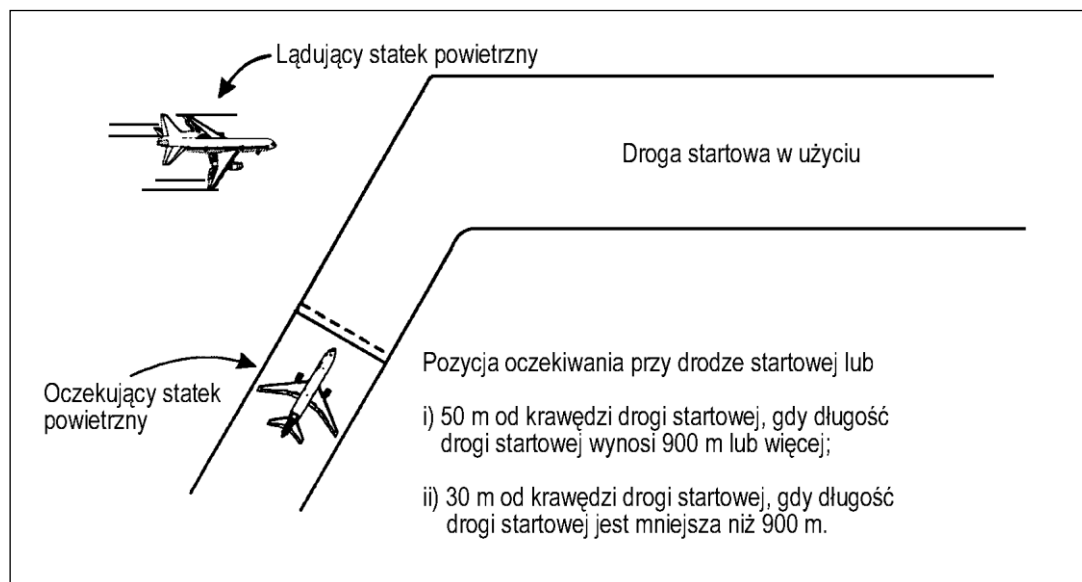 Lądujący statek powietrzny
Droga startowa w użyciu
Oczekujący statek
powietrzny
Pozycja oczekiwania przy drodze startowej lub
i) 50 m od krawędzi drogi startowej, gdy długość
drogi startowej wynosi 900 m lub więcej;
ii) 30 m od krawędzi drogi startowej, gdy długość
drogi startowej jest mniejsza niż 900 m.